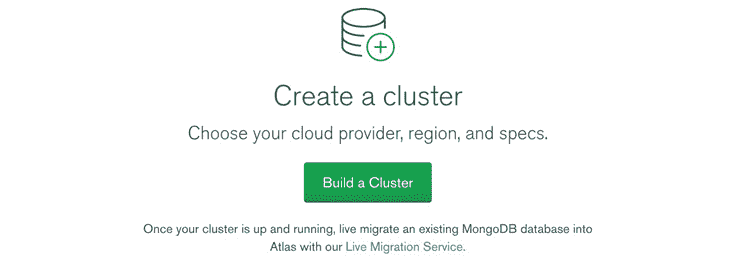 Create a cluster
Choose your cloud provider, region, and specs.
Build a Cluster
Once your cluster is up and running, live migrate an existing MongoDB database into
Atlas with our Live Migration Service.